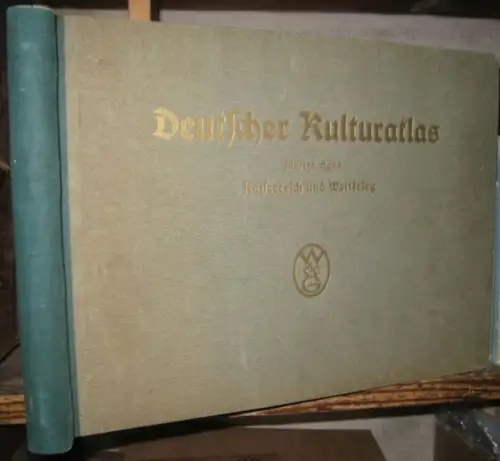 Deutscher Kulturatlas
Kaiserreich und Weltkrieg
W & G